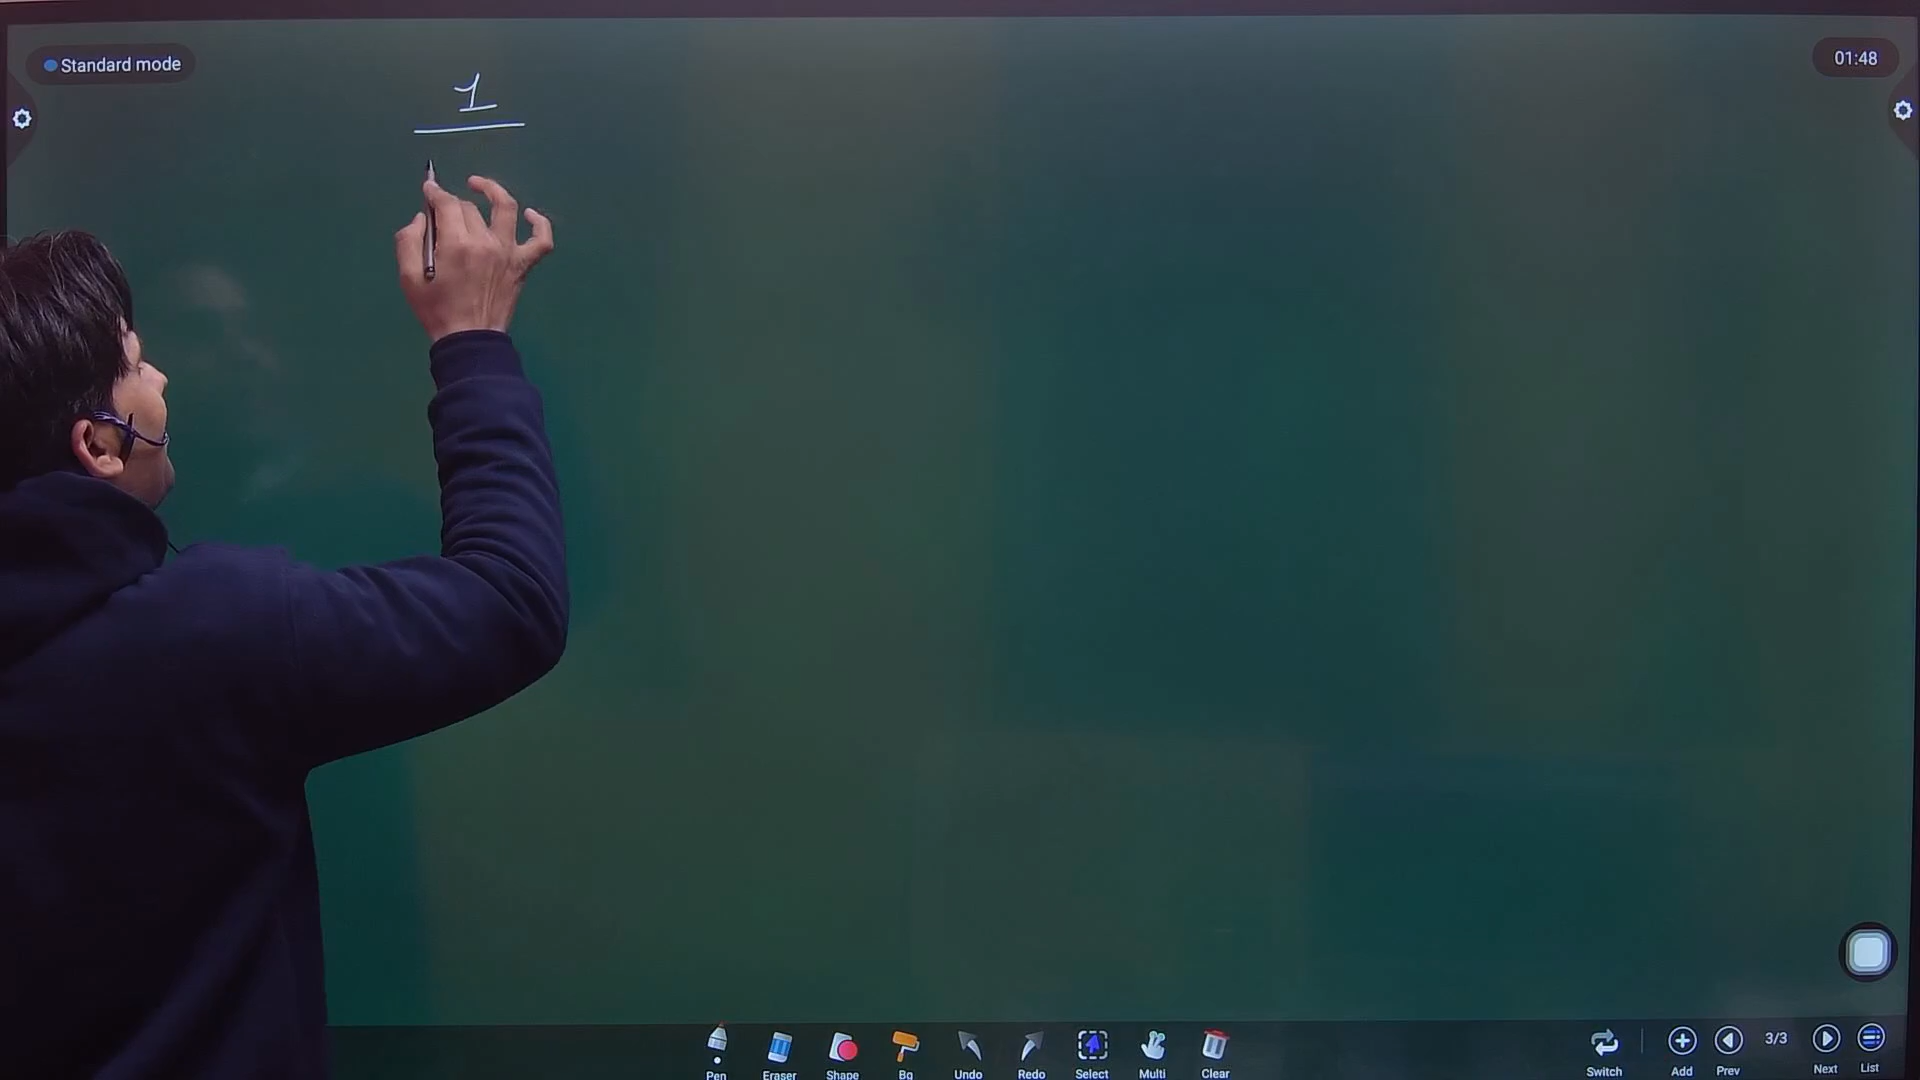 Standard mode
01:48
1
Pen Eraser Shape Bg Undo Redo Select Multi Clear Switch Add Prev 3/3 Next List